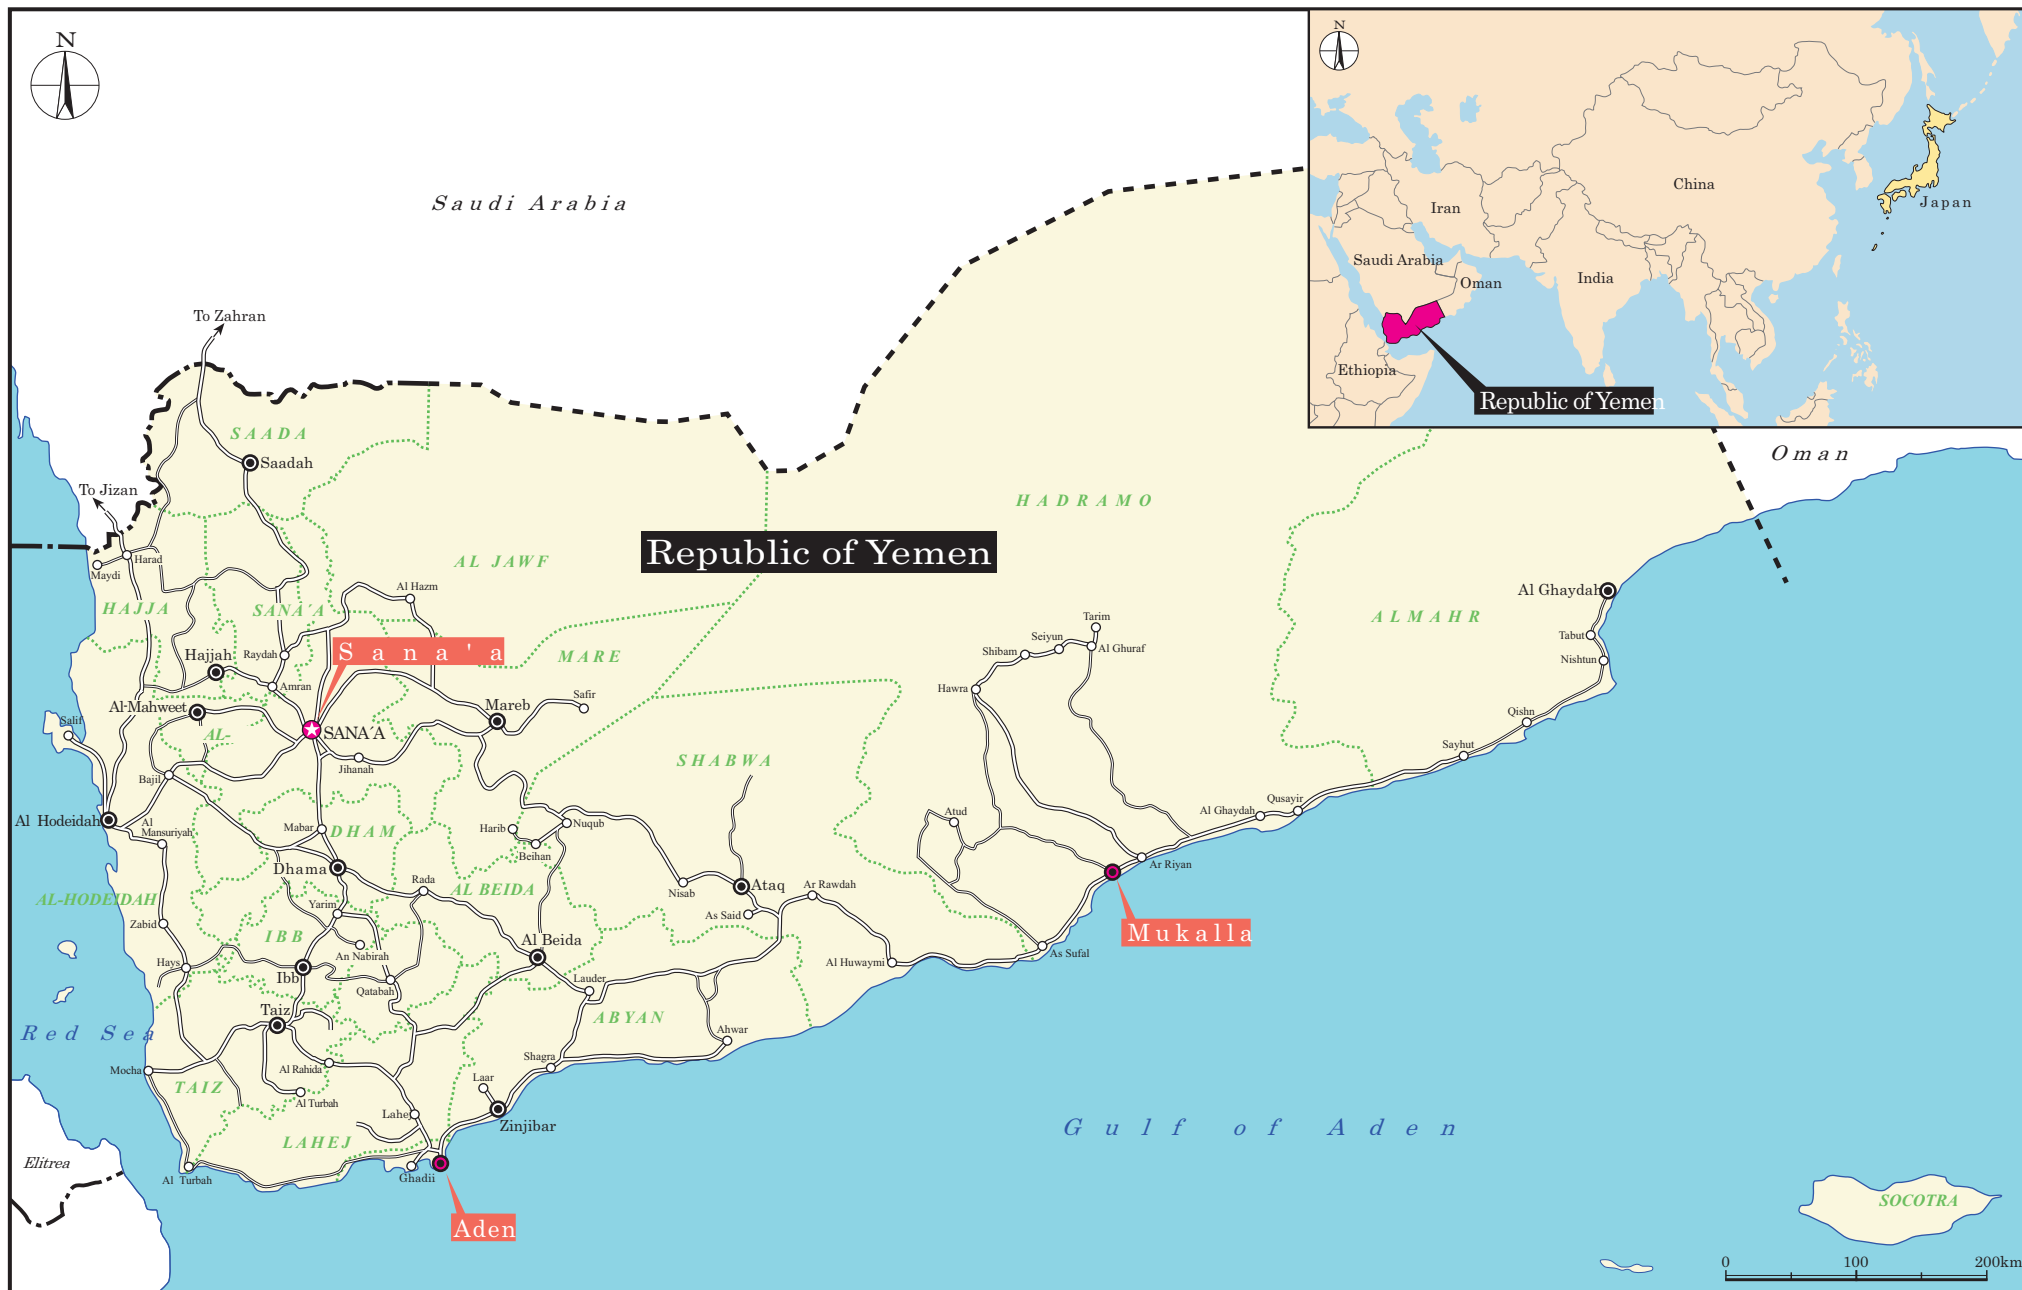 N
N
China
Japan
Iran
Saudi Arabia
Oman
India
Ethiopia
Republic of Yemen
Saudi Arabia
Oman
To Zahran
SAADA
Saadah
To Jizan
HADRAMO
Republic of Yemen
Harad
Maydi
AL JAWF
Al Hazm
Al Ghaydah
HAJJA
SANA'A
ALMAHR
Tarim
Seiyun
Al Ghuraf
Shibam
Tabut
Nishtun
Sana'a
Hajjah
Raydah
MARE
Amran
Hawra
Safir
Mareb
Al-Mahweet
Salif
AL-
SANA'A
Qishn
Sayhut
Jihanah
SHABWA
Bajil
Qusayir
Al Ghaydah
Atud
Al Hodeidah
Al
Mansuriyah
Mabar
DHAM
Harib
Nuqub
Beihan
Ar Riyan
Dhama
Rada
AL BEIDA
Nisab
Ataq
Ar Rawdah
AL-HODEIDAH
Yarim
As Said
Zabid
IBB
Al Beida
Mukalla
An Nabirah
As Sufal
Hays
Ibb
Al Huwaymi
Qatabah
Lauder
Taiz
ABYAN
Red Sea
Ahwar
Mocha
Al Rahida
Shagra
TAIZ
Laar
Al Turbah
Lahej
Zinjibar
Gulf of Aden
LAHEJ
Elitrea
Al Turbah
Ghadii
Aden
SOCOTRA
0 100 200km